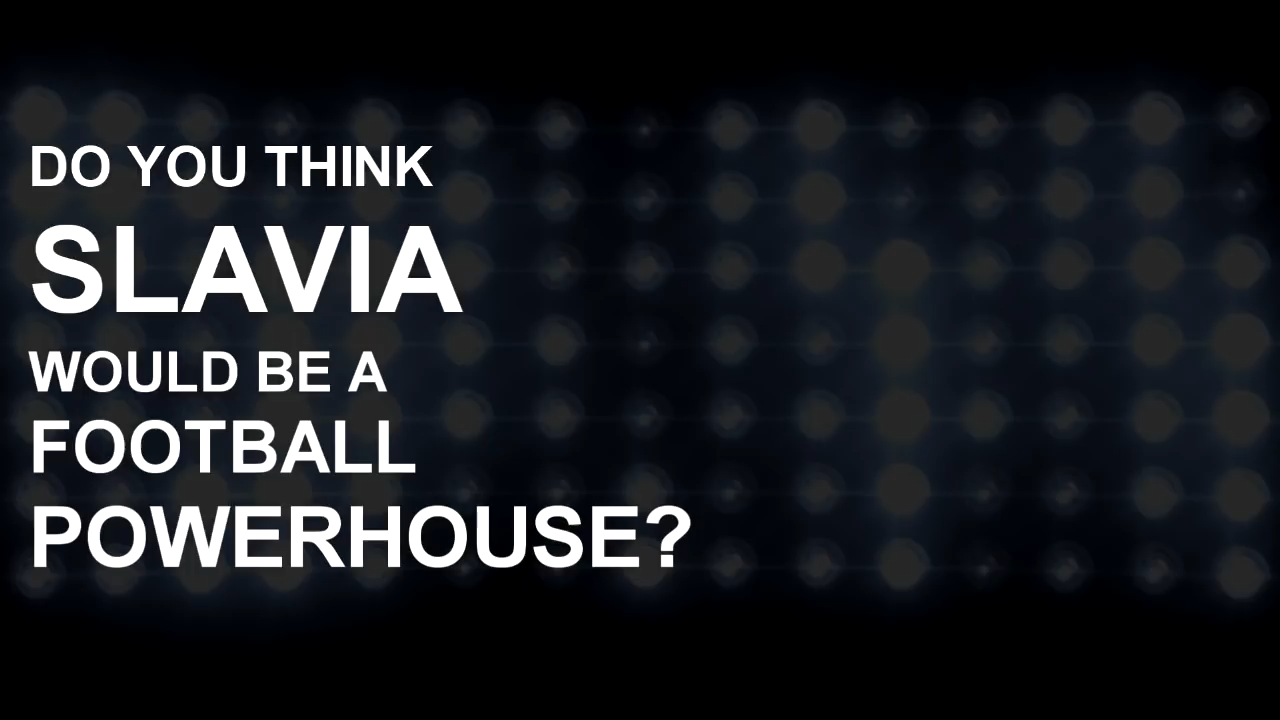 DO YOU THINK
SLAVIA
WOULD BE A
FOOTBALL
POWERHOUSE?